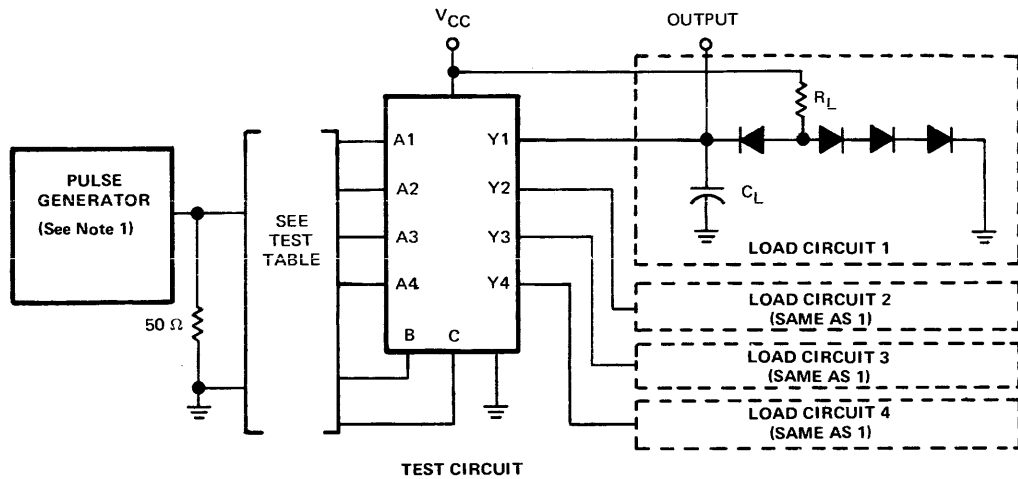 VCC
OUTPUT
RL
A1
Y1
PULSE
GENERATOR
(See Note 1)
A2
Y2
CL
SEE
TEST
TABLE
A3
Y3
LOAD CIRCUIT 1
A4
Y4
LOAD CIRCUIT 2
(SAME AS 1)
50 Ω
B
C
LOAD CIRCUIT 3
(SAME AS 1)
LOAD CIRCUIT 4
(SAME AS 1)
TEST CIRCUIT